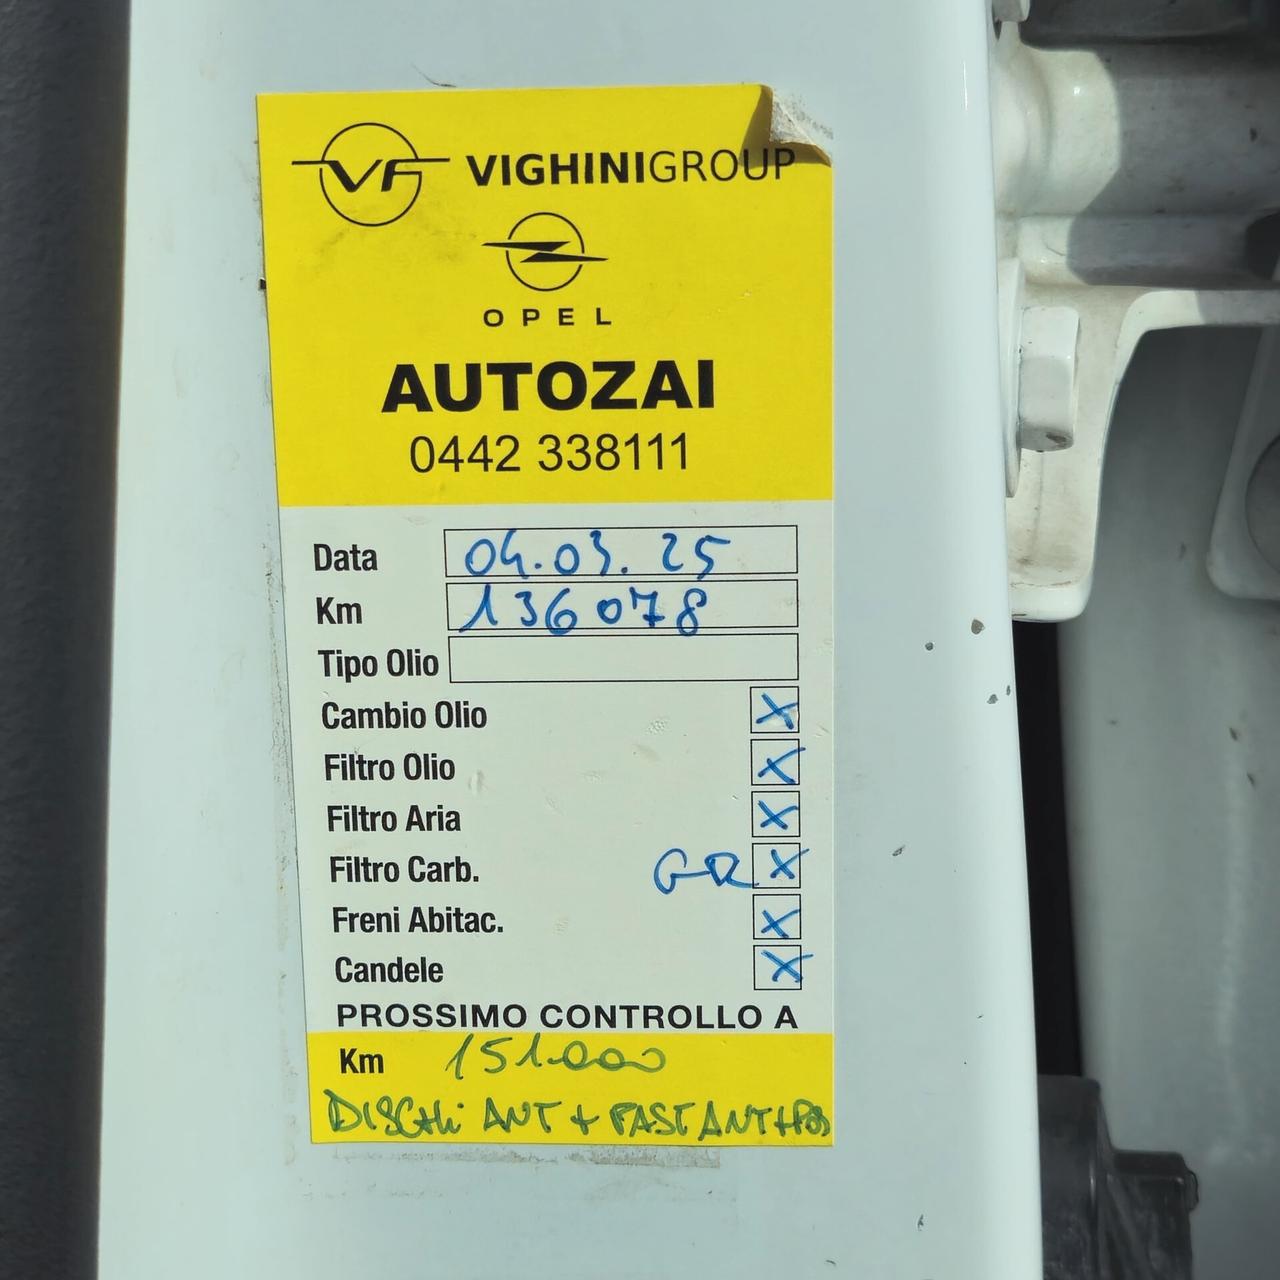 VF VIGHINIGROUP
OPEL
AUTOZAI
0442 338111
Data 04.03.25
Km 136078
Tipo Olio
Cambio Olio X
Filtro Olio X
Filtro Aria X
Filtro Carb. GR X
Freni Abitac. X
Candele X
PROSSIMO CONTROLLO A
Km 151.000
DISCHi ANT + PAST ANT + POS